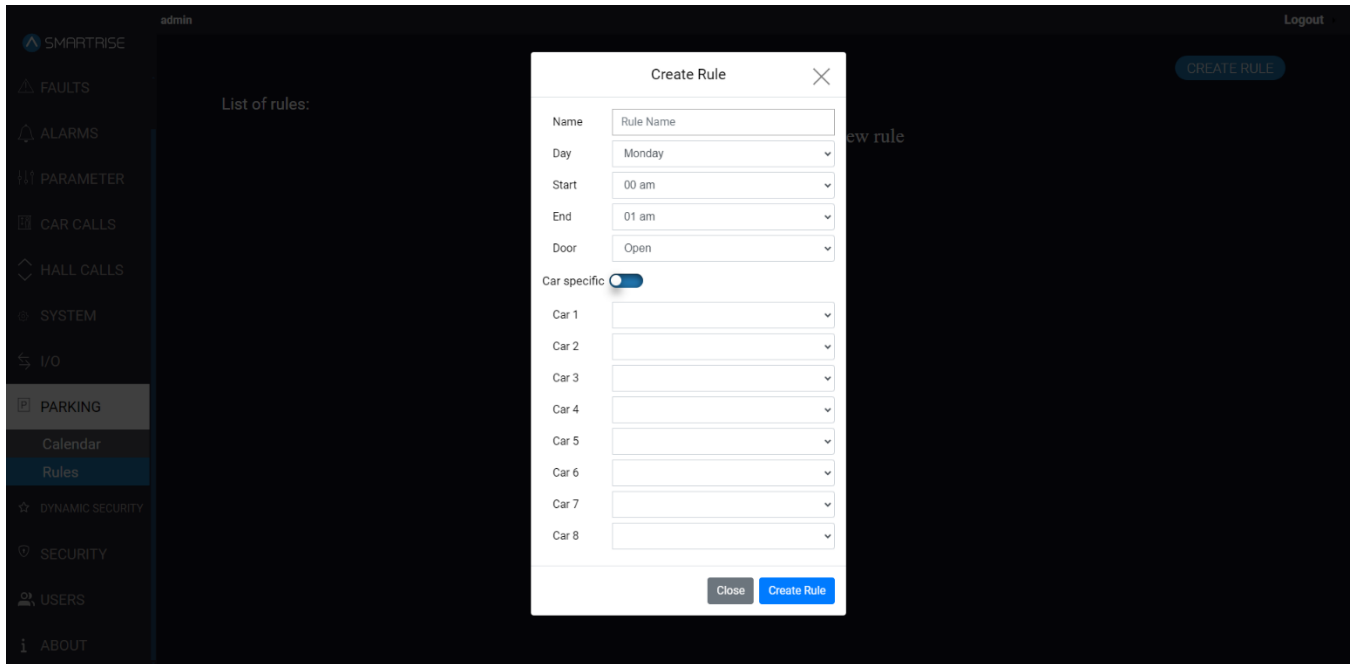 admin
Logout
SMARTRISE
FAULTS
ALARMS
PARAMETER
CAR CALLS
HALL CALLS
SYSTEM
I/O
PARKING
Calendar
Rules
DYNAMIC SECURITY
SECURITY
USERS
ABOUT
CREATE RULE
List of rules:
ew rule
Create Rule
Name Rule Name
Day Monday
Start 00 am
End 01 am
Door Open
Car specific
Car 1
Car 2
Car 3
Car 4
Car 5
Car 6
Car 7
Car 8
Close Create Rule